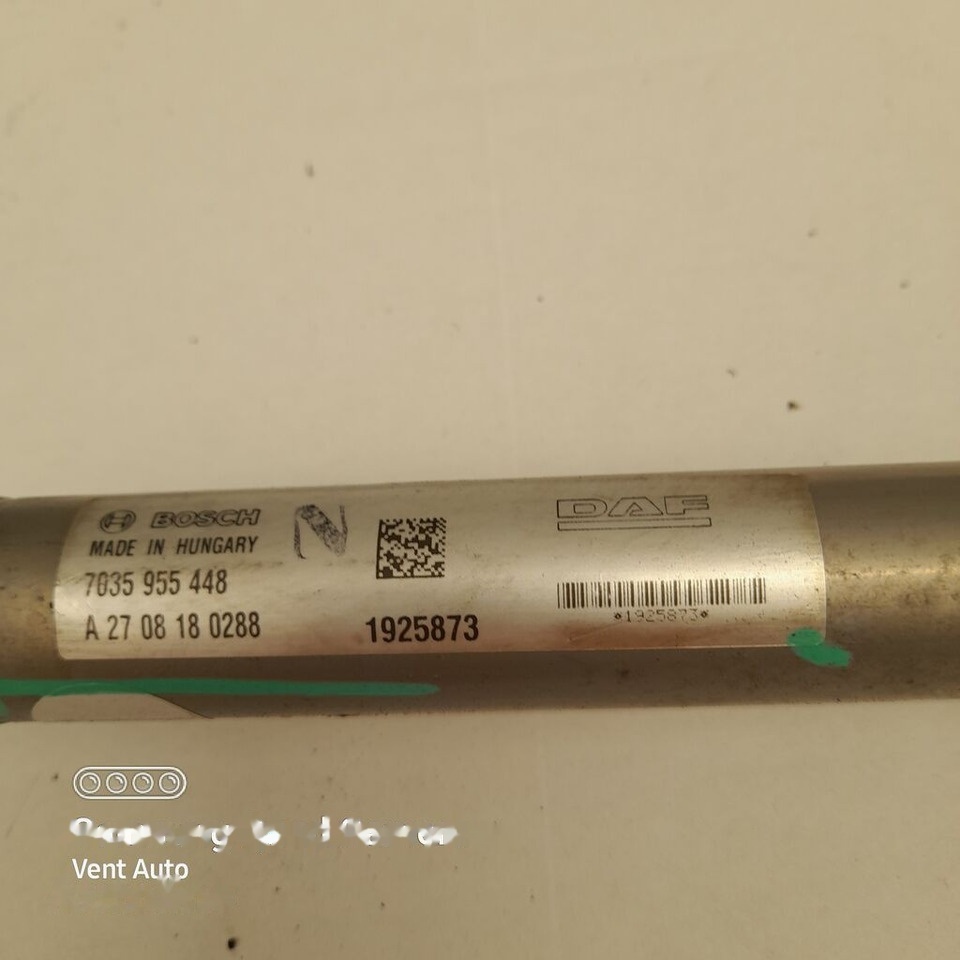 BOSCH
MADE IN HUNGARY
7035 955 448
A 27 08 18 0288
N
1925873
DAF
*1925873*
Vent Auto